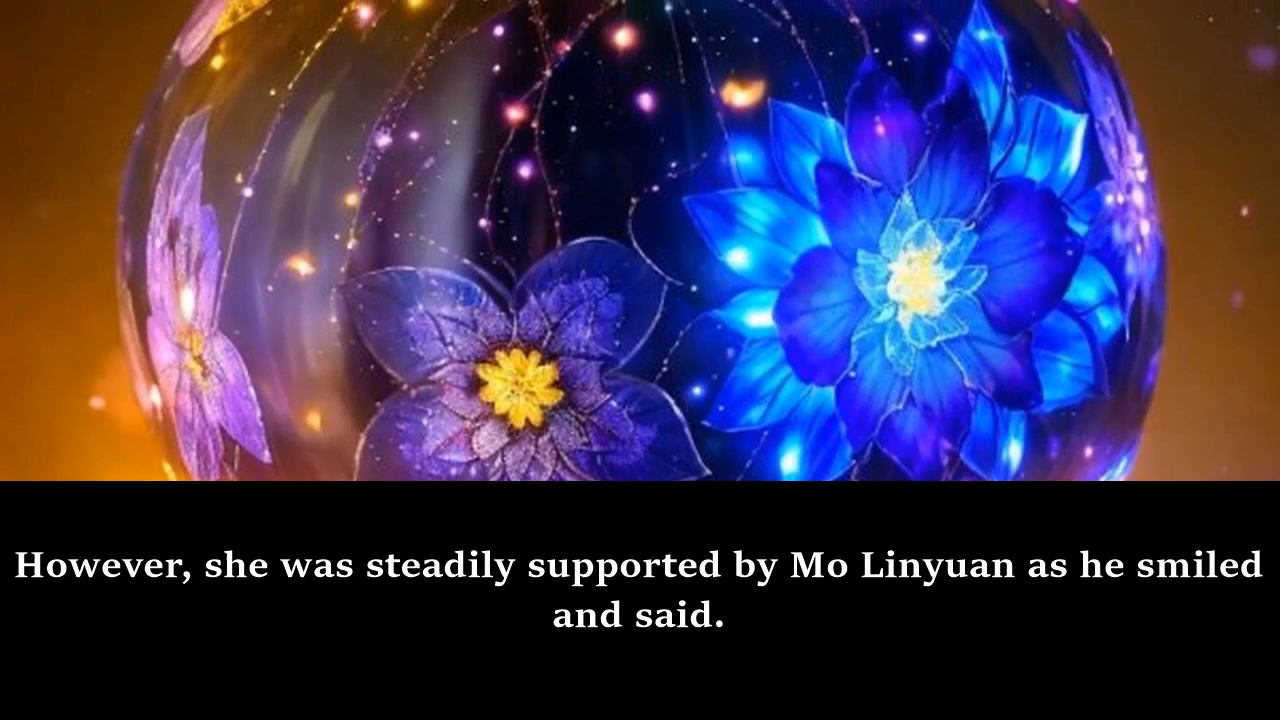 However, she was steadily supported by Mo Linyuan as he smiled
and said.